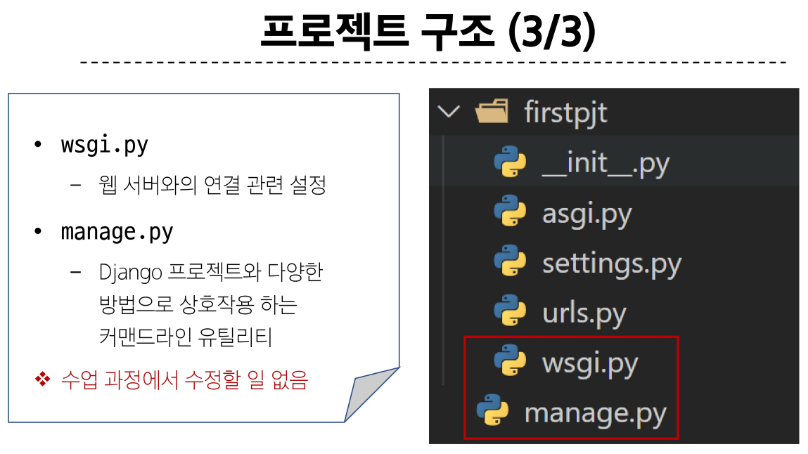 프로젝트 구조 (3/3)
• wsgi.py
– 웹 서버와의 연결 관련 설정
• manage.py
– Django 프로젝트와 다양한
방법으로 상호작용 하는
커맨드라인 유틸리티
❖ 수업 과정에서 수정할 일 없음
firstpjt
__init__.py
asgi.py
settings.py
urls.py
wsgi.py
manage.py